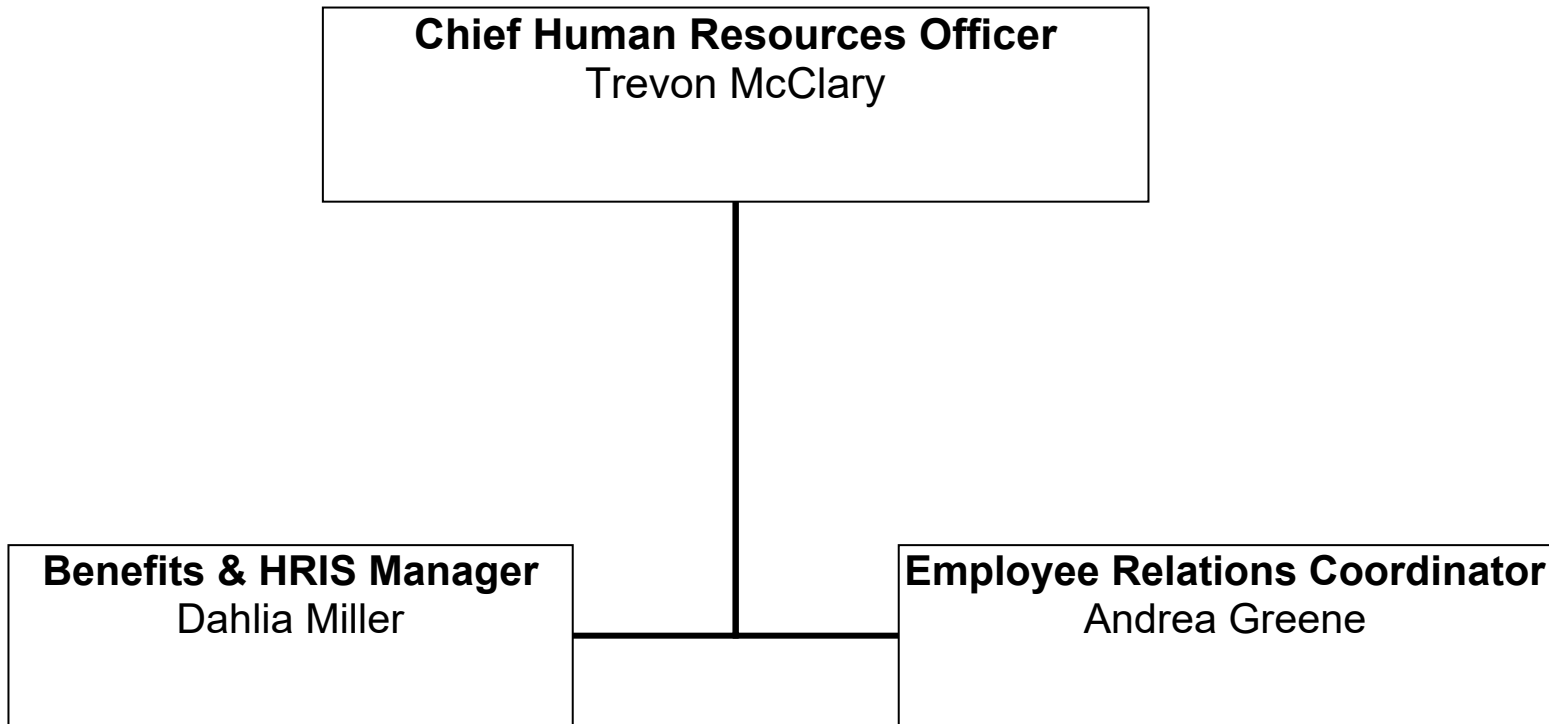 Chief Human Resources Officer
Trevon McClary
Benefits & HRIS Manager
Dahlia Miller
Employee Relations Coordinator
Andrea Greene